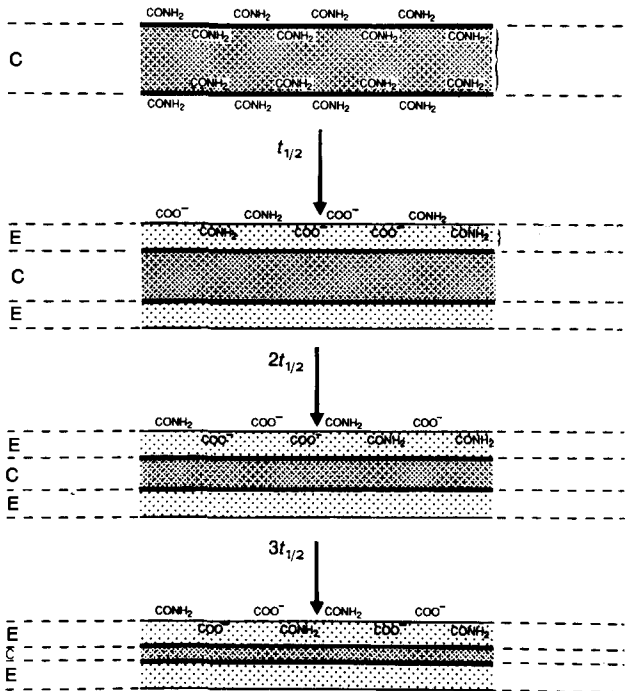 CONH₂ CONH₂ CONH₂ CONH₂
CONH₂ CONH₂ CONH₂ CONH₂
C
CONH₂ CONH₂ CONH₂ CONH₂
CONH₂ CONH₂ CONH₂ CONH₂
t₁/₂
COO⁻ CONH₂ COO⁻ CONH₂
E CONH₂ COO⁻ COO⁻ CONH₂
C
E
2t₁/₂
CONH₂ COO⁻ CONH₂ COO⁻
E COO⁻ COO⁻ CONH₂ CONH₂
C
E
3t₁/₂
CONH₂ COO⁻ CONH₂ COO⁻
E COO⁻ CONH₂ COO⁻ CONH₂
C
E